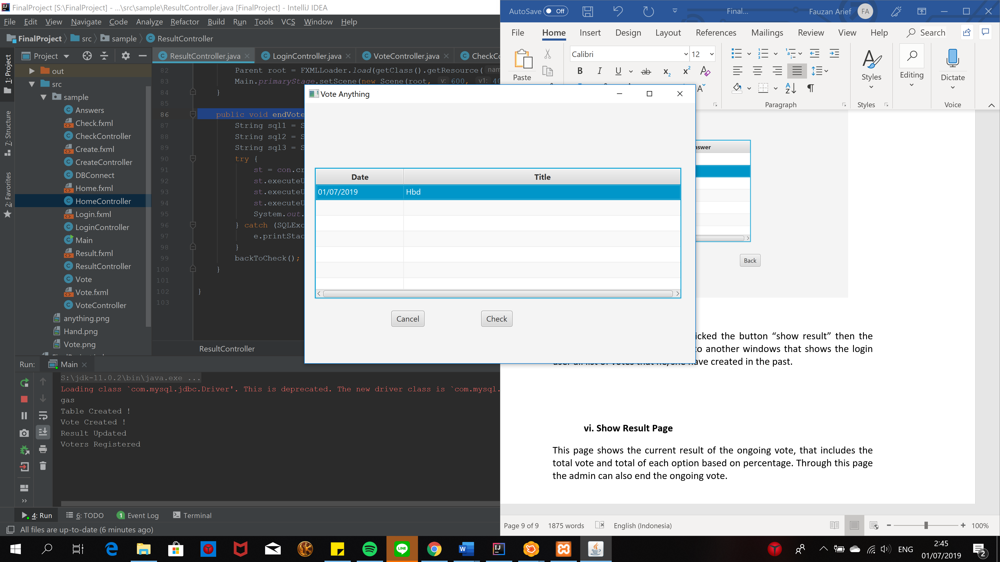 FinalProject [S:\FinalProject] - ...\src\sample\ResultController.java [FinalProject] - IntelliJ IDEA
File Edit View Navigate Code Analyze Refactor Build Run Tools VCS Window Help
FinalProject src sample ResultController
Project
ResultController.java LoginController.java VoteController.java CheckCo
1: Project
7: Structure
2: Favorites
out
src
sample
Answers
Check.fxml
CheckController
Create.fxml
CreateController
DBConnect
Home.fxml
HomeController
Login.fxml
LoginController
Main
Result.fxml
ResultController
Vote
Vote.fxml
VoteController
anything.png
Hand.png
Vote.png
82 Parent root = FXMLLoader.load(getClass().getResource( nam
83 Main.primaryStage.setScene(new Scene(root, v: 600, v1: 40
84 }
85
86 public void endVote
87 String sql1 = S
88 String sql2 = S
89 String sql3 = S
90 try {
91 st = con.cr
92 st.executeU
93 st.executeU
94 st.executeU
95 System.out.
96 } catch (SQLExc
97 e.printStac
98 }
99 backToCheck();
100 }
101
102 }
103
ResultController
Run: Main
S:\jdk-11.0.2\bin\java.exe ...
Loading class `com.mysql.jdbc.Driver'. This is deprecated. The new driver class is `com.mysql.
gas
Table Created !
Vote Created !
Result Updated
Voters Registered
4: Run 6: TODO 1 Event Log Terminal
All files are up-to-date (6 minutes ago)
Vote Anything
Date Title
01/07/2019 Hbd
Cancel Check
AutoSave Off Final... Fauzan Arief FA
File Home Insert Design Layout References Mailings Review View Help Search
Paste
Calibri 12
B I U ab x2 x2 A
Paragraph
Styles
Styles
Editing
Dictate
Voice
nswer
Back
icked the button “show result” then the
to another windows that shows the login
ave created in the past.
vi. Show Result Page
This page shows the current result of the ongoing vote, that includes the
total vote and total of each option based on percentage. Through this page
the admin can also end the ongoing vote.
Page 9 of 9 1875 words English (Indonesia) 100%
LINE
ENG
2:45
01/07/2019
2